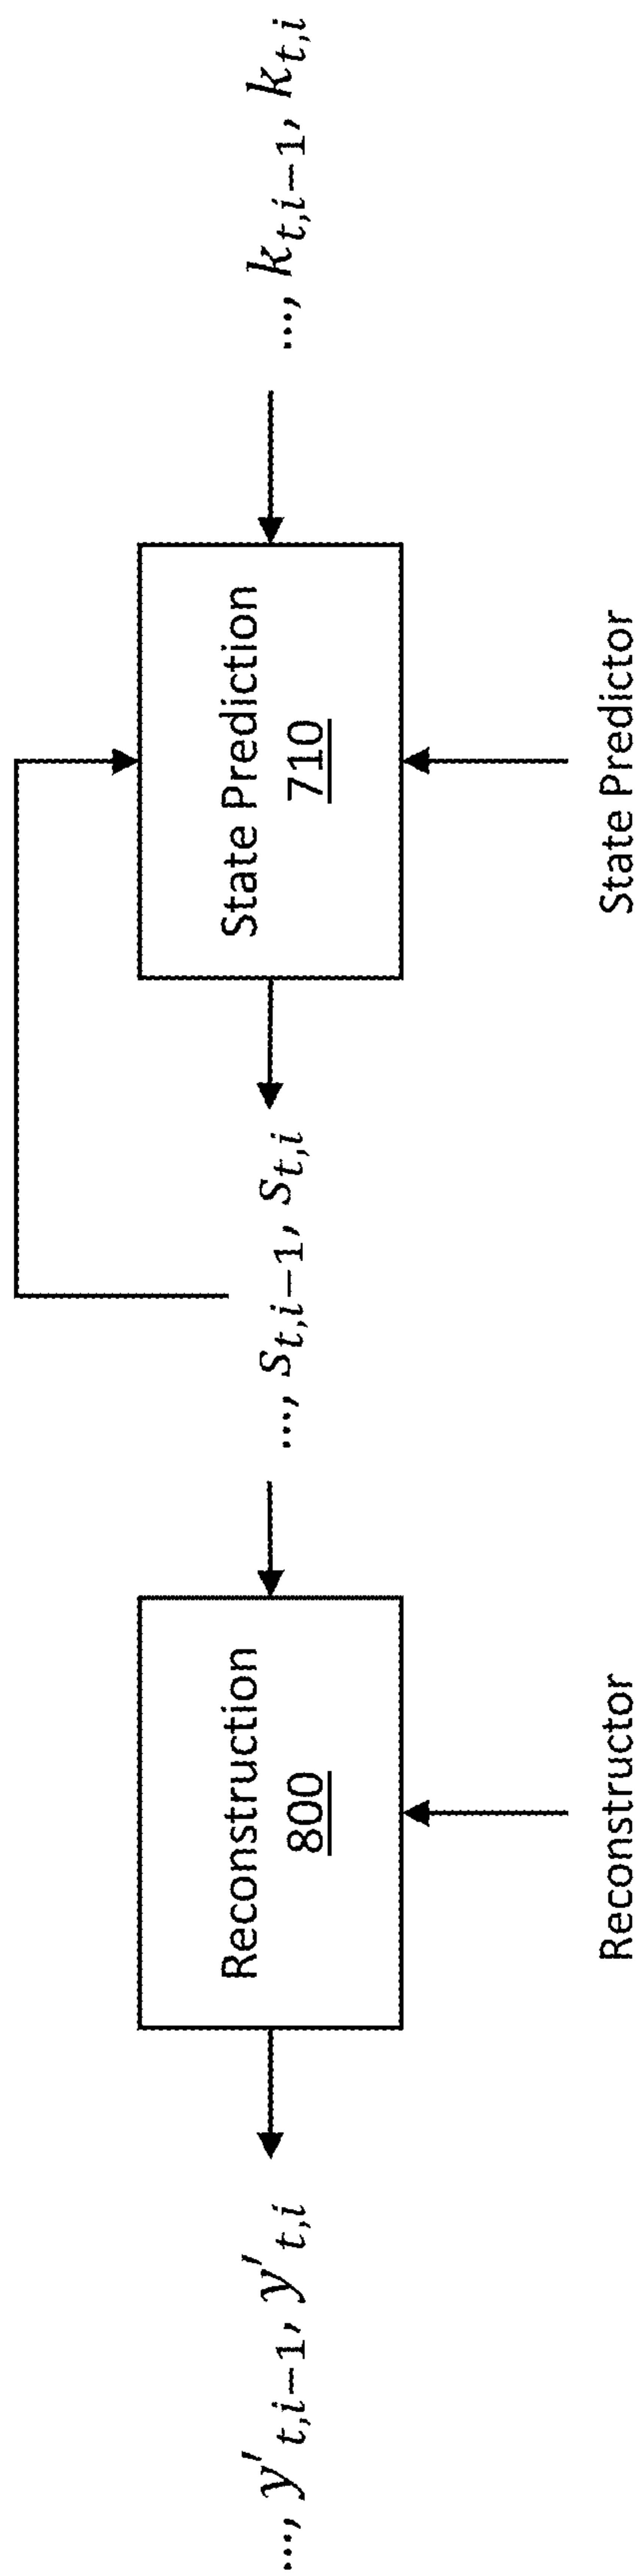 ..., y'_{t,i-1}, y'_{t,i}
Reconstruction
800
Reconstructor
..., s_{t,i-1}, s_{t,i}
State Prediction
710
State Predictor
..., k_{t,i-1}, k_{t,i}